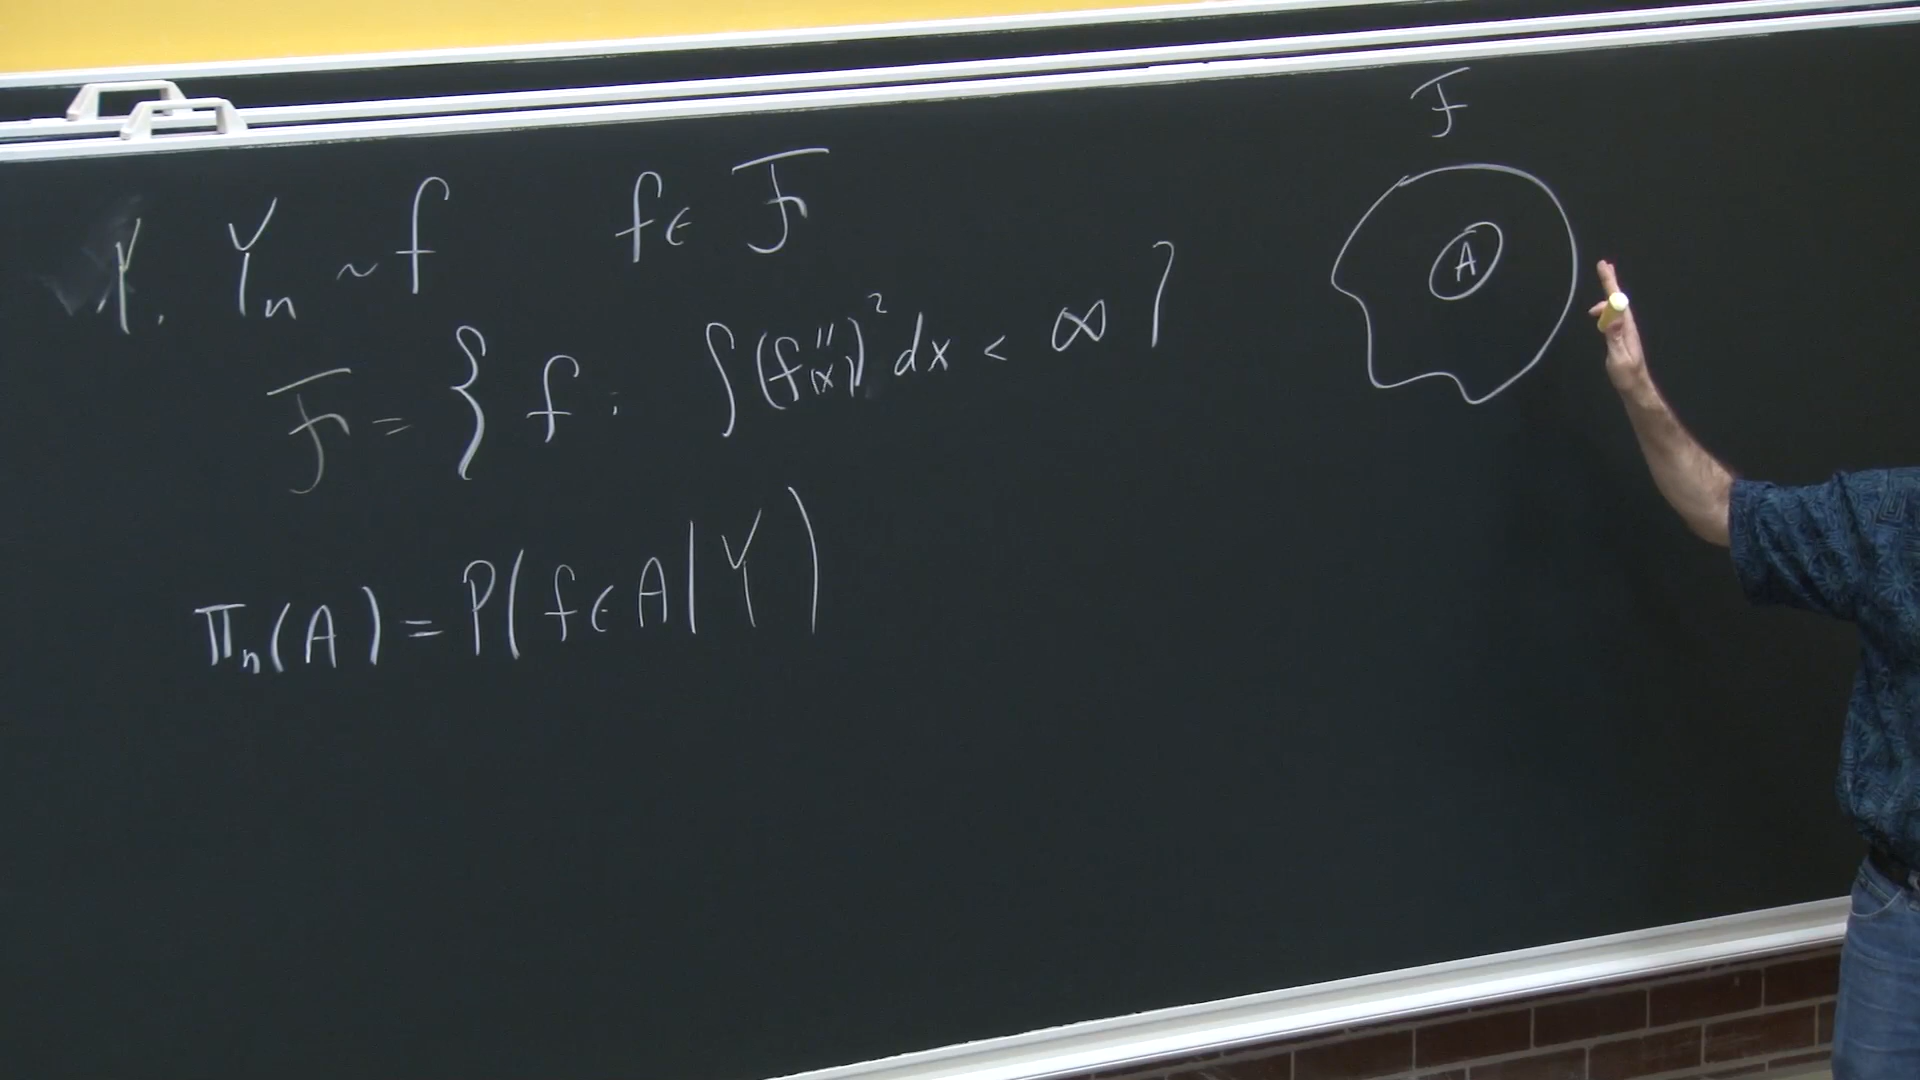 Y. Yₙ ~ f f ∈ F
F = { f : ∫(f''(x))² dx < ∞ }
πₙ(A) = P(f ∈ A | Y)
F
A